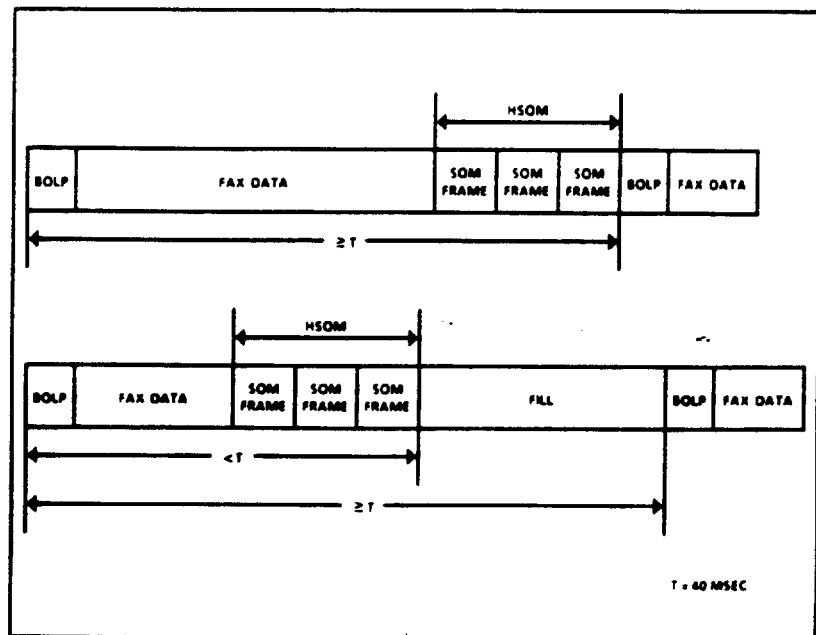 HSOM
BOLP FAX DATA SOM FRAME SOM FRAME SOM FRAME BOLP FAX DATA
≥ T
HSOM
BOLP FAX DATA SOM FRAME SOM FRAME SOM FRAME FILL BOLP FAX DATA
< T
≥ T
T = 40 MSEC